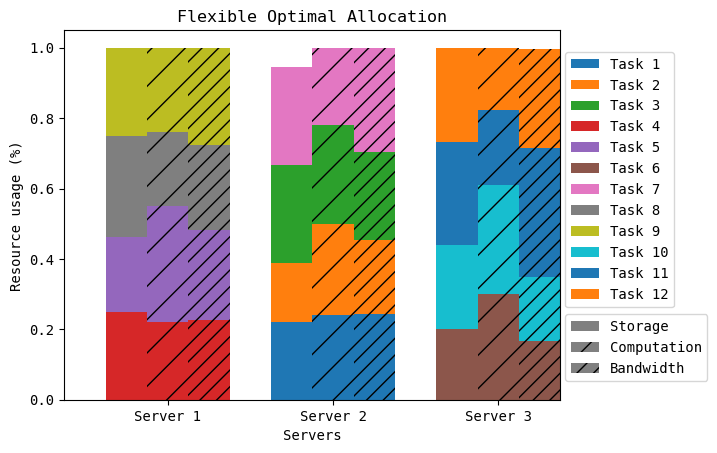 Flexible Optimal Allocation
Resource usage (%)
1.0
0.8
0.6
0.4
0.2
0.0
Server 1
Server 2
Server 3
Servers
Task 1
Task 2
Task 3
Task 4
Task 5
Task 6
Task 7
Task 8
Task 9
Task 10
Task 11
Task 12
Storage
Computation
Bandwidth